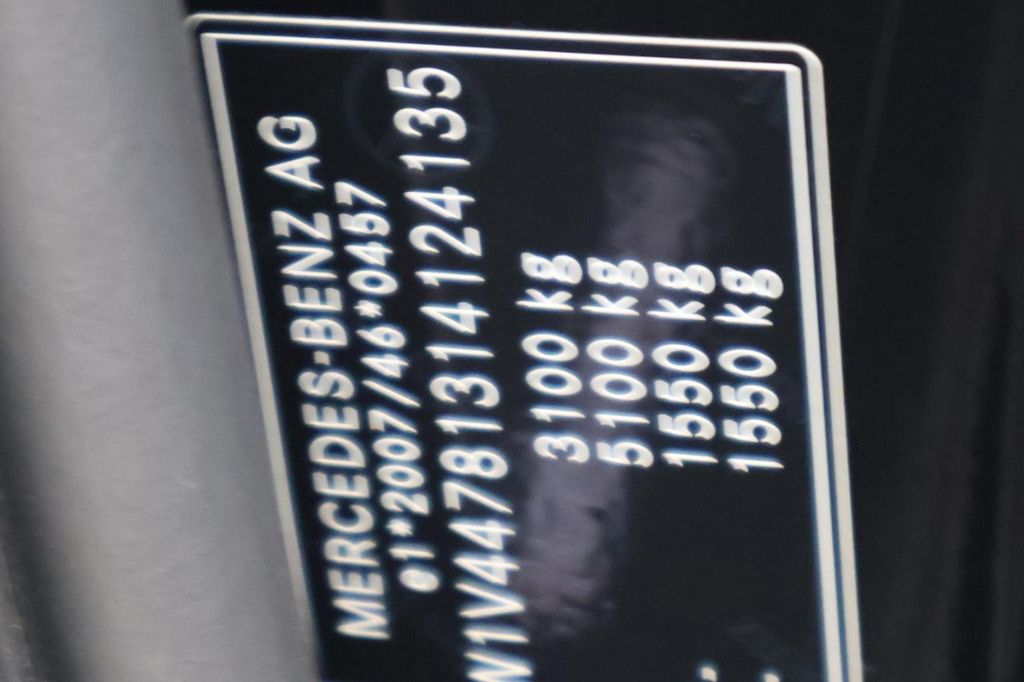 MERCEDES-BENZ AG
e1*2007/46*0457
W1V44781314124135
3100 kg
5100 kg
1550 kg
1550 kg